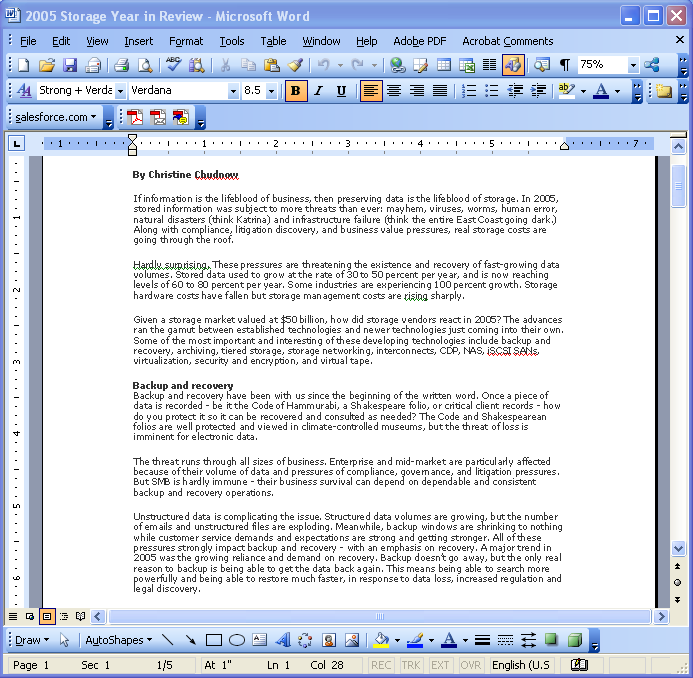 2005 Storage Year in Review - Microsoft Word
File Edit View Insert Format Tools Table Window Help Adobe PDF Acrobat Comments
75%
Strong + Verda Verdana 8.5 B I U
salesforce.com
1 1 2 3 4 5 7
By Christine Chudnow
If information is the lifeblood of business, then preserving data is the lifeblood of storage. In 2005,
stored information was subject to more threats than ever: mayhem, viruses, worms, human error,
natural disasters (think Katrina) and infrastructure failure (think the entire East Coast going dark.)
Along with compliance, litigation discovery, and business value pressures, real storage costs are
going through the roof.
Hardly surprising. These pressures are threatening the existence and recovery of fast-growing data
volumes. Stored data used to grow at the rate of 30 to 50 percent per year, and is now reaching
levels of 60 to 80 percent per year. Some industries are experiencing 100 percent growth. Storage
hardware costs have fallen but storage management costs are rising sharply.
Given a storage market valued at $50 billion, how did storage vendors react in 2005? The advances
ran the gamut between established technologies and newer technologies just coming into their own.
Some of the most important and interesting of these developing technologies include backup and
recovery, archiving, tiered storage, storage networking, interconnects, CDP, NAS, iSCSI SANs,
virtualization, security and encryption, and virtual tape.
Backup and recovery
Backup and recovery have been with us since the beginning of the written word. Once a piece of
data is recorded - be it the Code of Hammurabi, a Shakespeare folio, or critical client records - how
do you protect it so it can be recovered and consulted as needed? The Code and Shakespearean
folios are well protected and viewed in climate-controlled museums, but the threat of loss is
imminent for electronic data.
The threat runs through all sizes of business. Enterprise and mid-market are particularly affected
because of their volume of data and pressures of compliance, governance, and litigation pressures.
But SMB is hardly immune - their business survival can depend on dependable and consistent
backup and recovery operations.
Unstructured data is complicating the issue. Structured data volumes are growing, but the number
of emails and unstructured files are exploding. Meanwhile, backup windows are shrinking to nothing
while customer service demands and expectations are strong and getting stronger. All of these
pressures strongly impact backup and recovery - with an emphasis on recovery. A major trend in
2005 was the growing reliance and demand on recovery. Backup doesn't go away, but the only real
reason to backup is being able to get the data back again. This means being able to search more
powerfully and being able to restore much faster, in response to data loss, increased regulation and
legal discovery.
1
2
3
4
5
6
Draw AutoShapes
Page 1 Sec 1 1/5 At 1" Ln 1 Col 28 REC TRK EXT OVR English (U.S